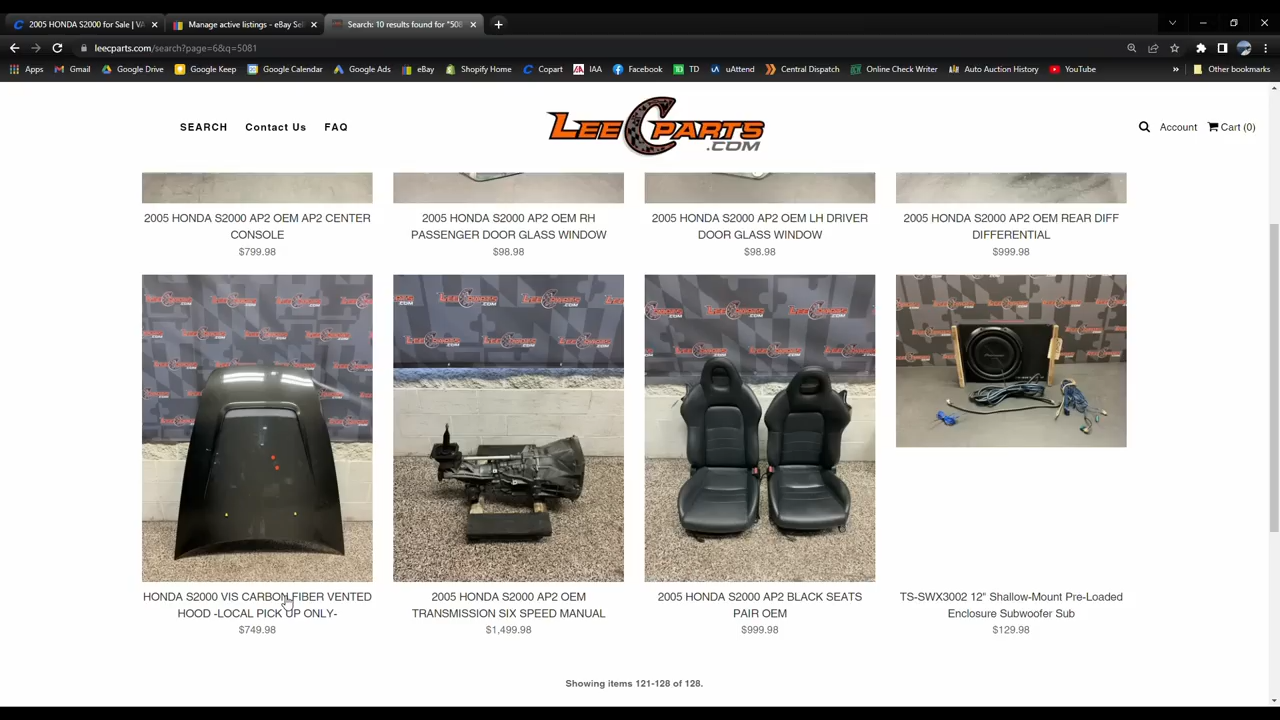 2005 HONDA S2000 for Sale | VA
Manage active listings - eBay Sel
Search: 10 results found for "508
leecparts.com/search?page=6&q=5081
Apps
Gmail
Google Drive
Google Keep
Google Calendar
Google Ads
eBay
Shopify Home
Copart
IAA
Facebook
TD
uAttend
Central Dispatch
Online Check Writer
Auto Auction History
YouTube
»
Other bookmarks
SEARCH
Contact Us
FAQ
LEE C PARTS
.COM
Account
Cart (0)
2005 HONDA S2000 AP2 OEM AP2 CENTER
CONSOLE
$799.98
2005 HONDA S2000 AP2 OEM RH
PASSENGER DOOR GLASS WINDOW
$98.98
2005 HONDA S2000 AP2 OEM LH DRIVER
DOOR GLASS WINDOW
$98.98
2005 HONDA S2000 AP2 OEM REAR DIFF
DIFFERENTIAL
$999.98
HONDA S2000 VIS CARBON FIBER VENTED
HOOD -LOCAL PICK UP ONLY-
$749.98
2005 HONDA S2000 AP2 OEM
TRANSMISSION SIX SPEED MANUAL
$1,499.98
2005 HONDA S2000 AP2 BLACK SEATS
PAIR OEM
$999.98
TS-SWX3002 12" Shallow-Mount Pre-Loaded
Enclosure Subwoofer Sub
$129.98
Showing items 121-128 of 128.